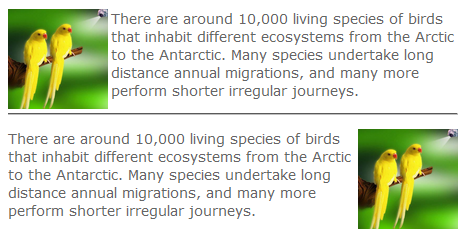 There are around 10,000 living species of birds
that inhabit different ecosystems from the Arctic
to the Antarctic. Many species undertake long
distance annual migrations, and many more
perform shorter irregular journeys.
There are around 10,000 living species of birds
that inhabit different ecosystems from the Arctic
to the Antarctic. Many species undertake long
distance annual migrations, and many more
perform shorter irregular journeys.